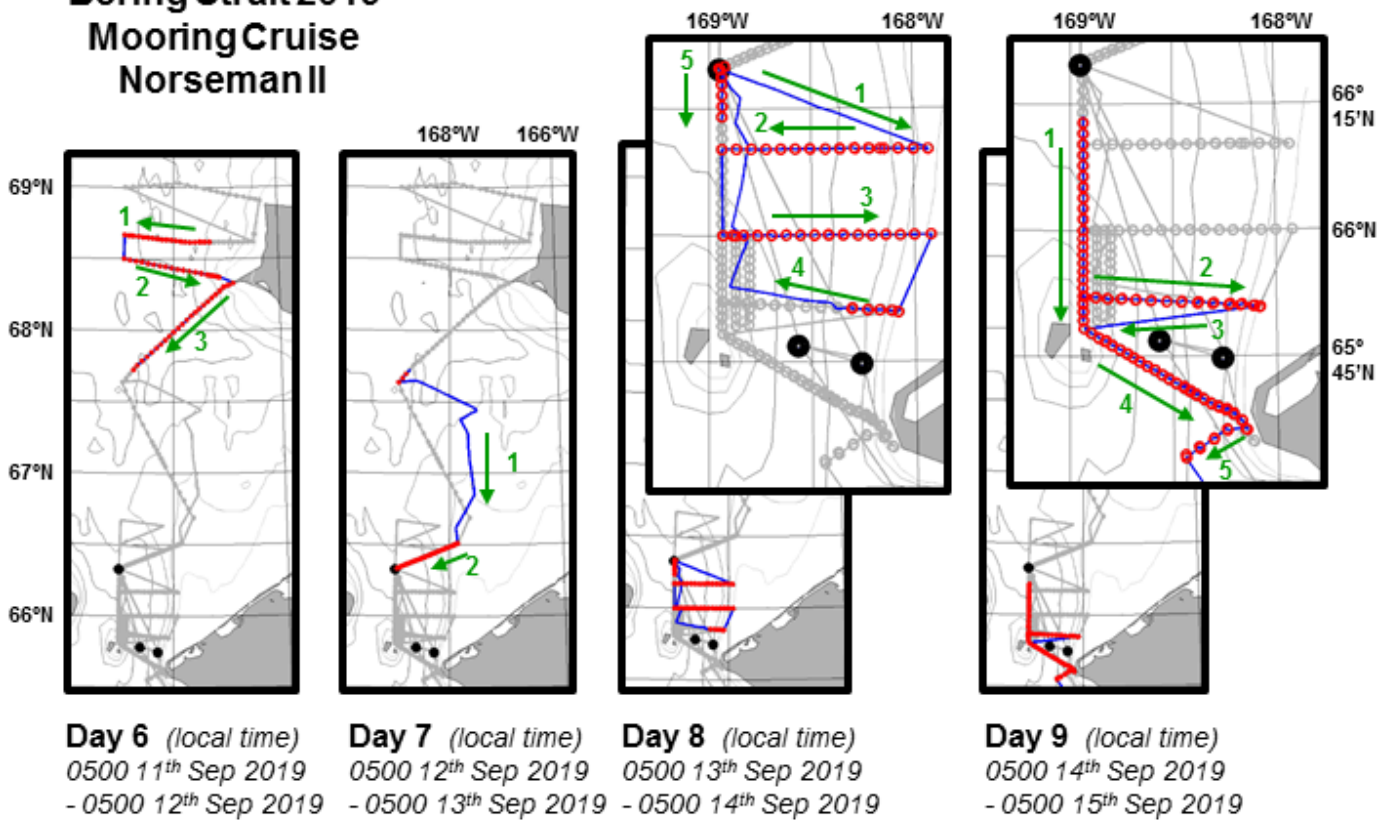 Bering Strait 2019
Mooring Cruise
Norseman II
169°W 168°W
169°W 168°W
168°W 166°W
66°
15'N
66°N
65°
45'N
69°N
68°N
67°N
66°N
1
2
3
1
2
5
1
2
3
4
1
2
3
4
5
Day 6 (local time)
0500 11th Sep 2019
- 0500 12th Sep 2019
Day 7 (local time)
0500 12th Sep 2019
- 0500 13th Sep 2019
Day 8 (local time)
0500 13th Sep 2019
- 0500 14th Sep 2019
Day 9 (local time)
0500 14th Sep 2019
- 0500 15th Sep 2019